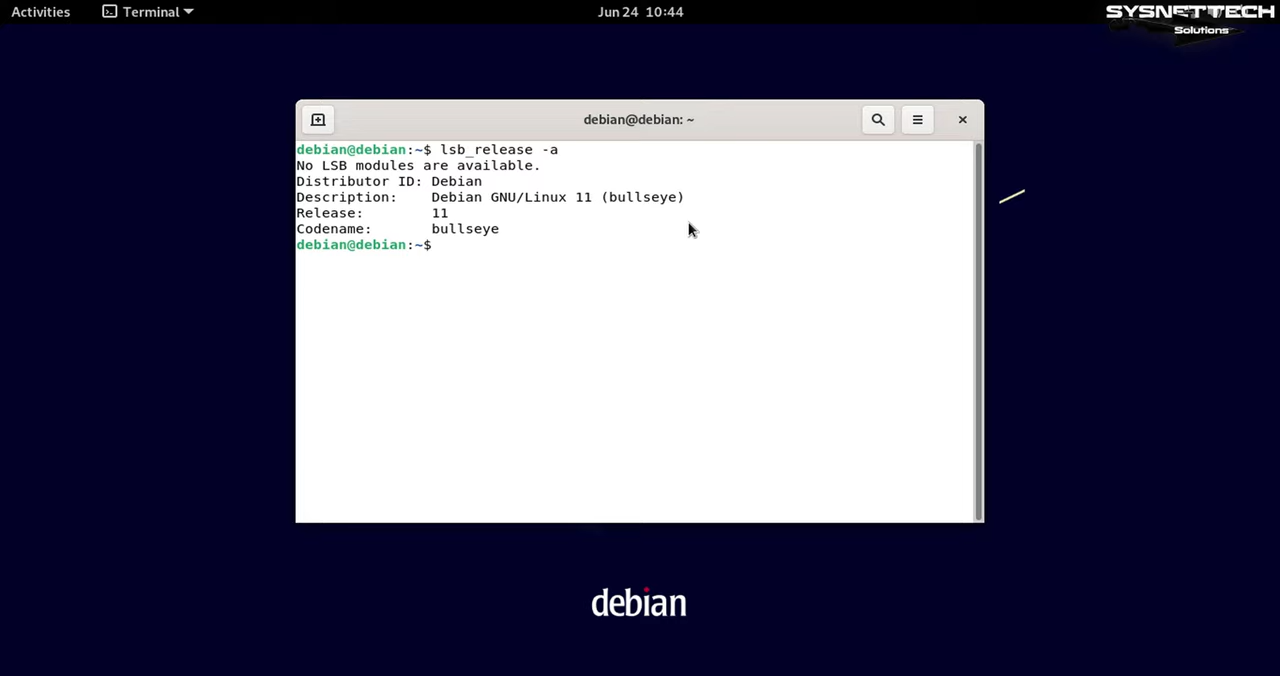 Activities
Terminal
Jun 24 10:44
SYSNETTECH
Solutions
debian@debian: ~
debian@debian:~$ lsb_release -a
No LSB modules are available.
Distributor ID: Debian
Description:    Debian GNU/Linux 11 (bullseye)
Release:        11
Codename:       bullseye
debian@debian:~$
debian